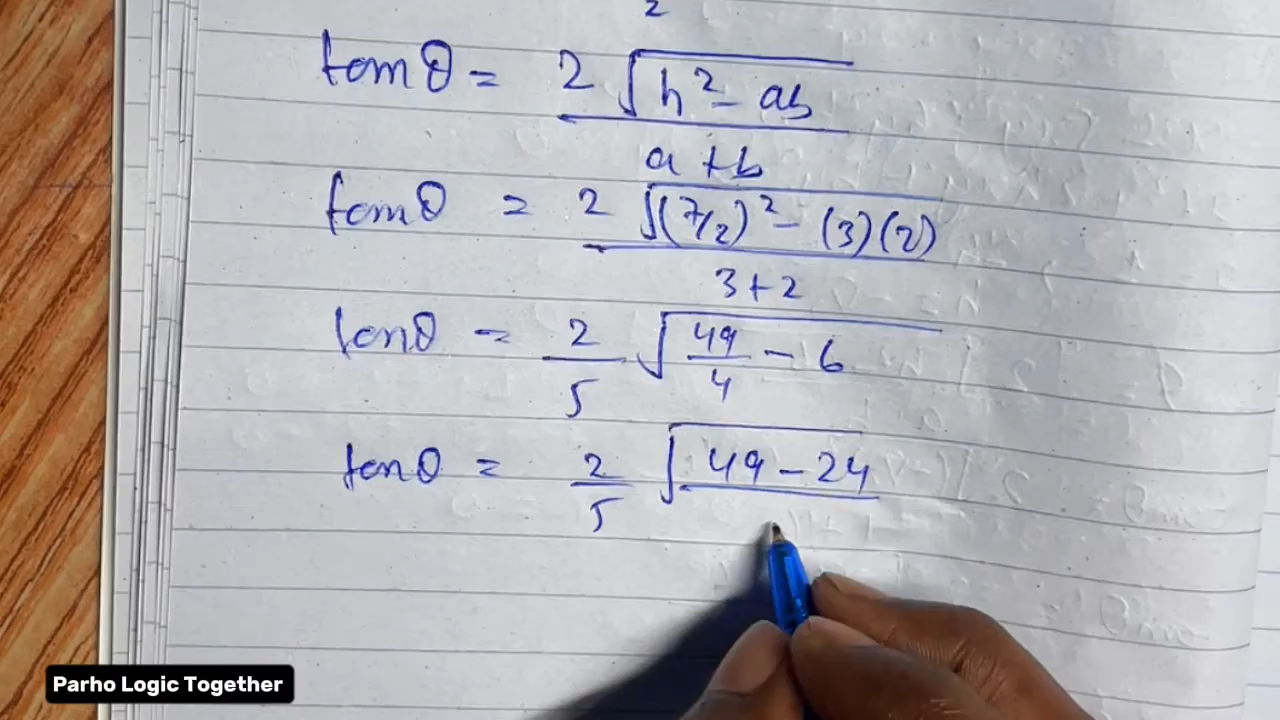 2
tanθ = 2 √(h² - ab)
a + b
tanθ = 2 √((7/2)² - (3)(2))
3 + 2
tanθ = 2/5 √(49/4 - 6)
tanθ = 2/5 √(49 - 24
Parho Logic Together